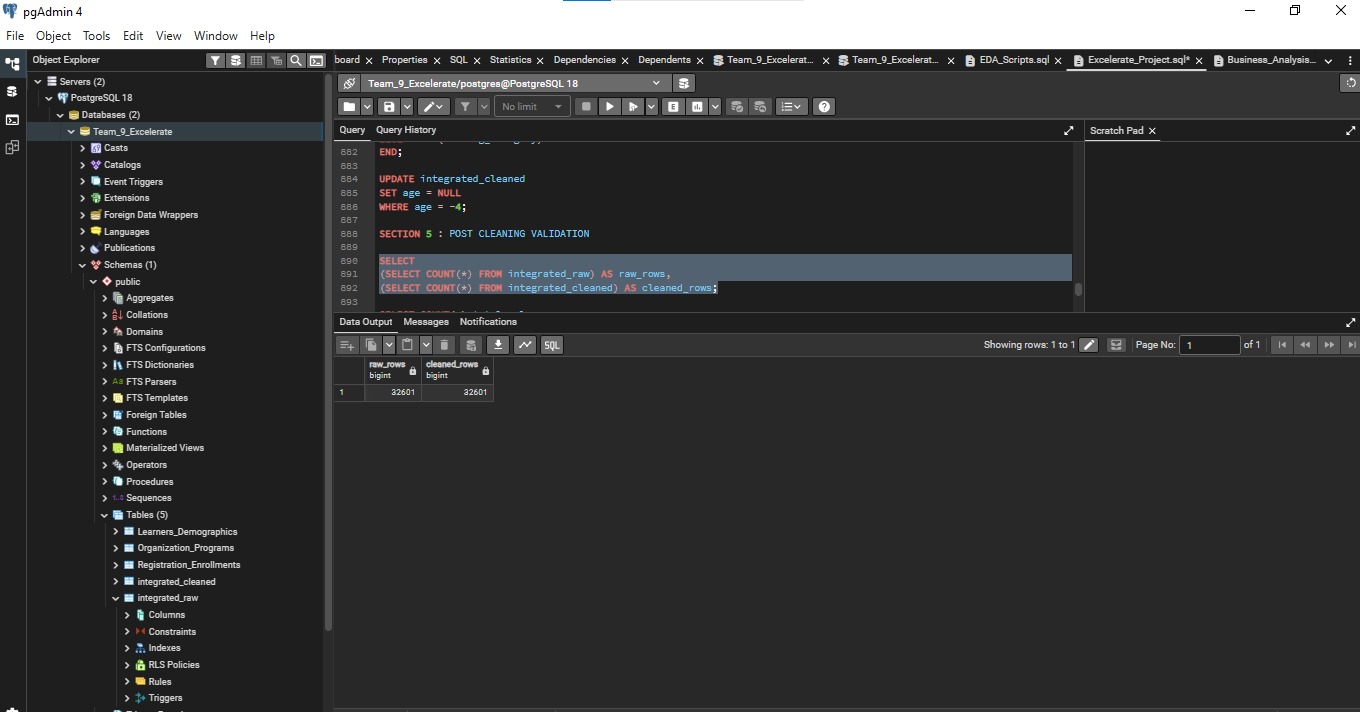 pgAdmin 4
File Object Tools Edit View Window Help
Object Explorer
board Properties SQL Statistics Dependencies Dependents Team_9_Excelerat... Team_9_Excelerat... EDA_Scripts.sql Excelerate_Project.sql* Business_Analysis...
Servers (2)
PostgreSQL 18
Databases (2)
Team_9_Excelerate
Casts
Catalogs
Event Triggers
Extensions
Foreign Data Wrappers
Languages
Publications
Schemas (1)
public
Aggregates
Collations
Domains
FTS Configurations
FTS Dictionaries
FTS Parsers
FTS Templates
Foreign Tables
Functions
Materialized Views
Operators
Procedures
Sequences
Tables (5)
Learners_Demographics
Organization_Programs
Registration_Enrollments
integrated_cleaned
integrated_raw
Columns
Constraints
Indexes
RLS Policies
Rules
Triggers
Team_9_Excelerate/postgres@PostgreSQL 18
No limit
Query Query History
Scratch Pad
882 END;
883
884 UPDATE integrated_cleaned
885 SET age = NULL
886 WHERE age = -4;
887
888 SECTION 5 : POST CLEANING VALIDATION
889
890 SELECT
891 (SELECT COUNT(*) FROM integrated_raw) AS raw_rows,
892 (SELECT COUNT(*) FROM integrated_cleaned) AS cleaned_rows;
893
Data Output Messages Notifications
SQL
Showing rows: 1 to 1 Page No: 1 of 1
raw_rows cleaned_rows
bigint bigint
1 32601 32601